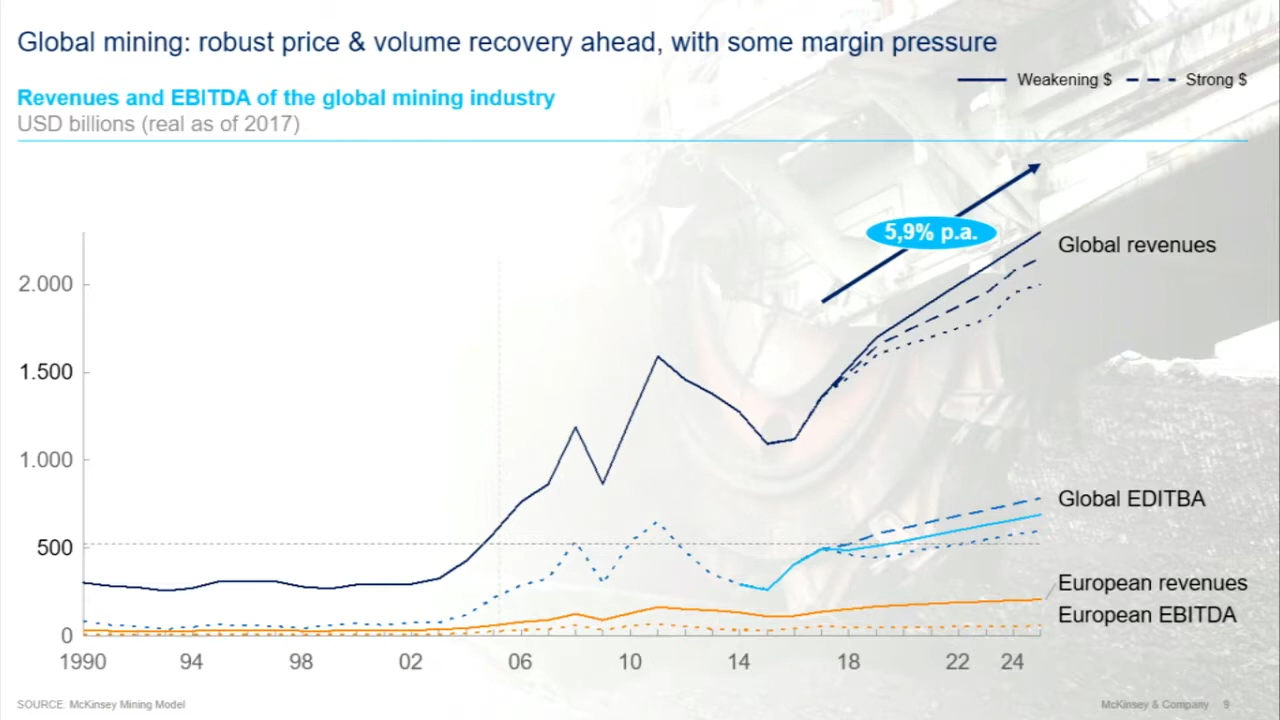 Global mining: robust price & volume recovery ahead, with some margin pressure
Weakening $ Strong $
Revenues and EBITDA of the global mining industry
USD billions (real as of 2017)
5,9% p.a.
Global revenues
2.000
1.500
1.000
Global EDITBA
500
European revenues
European EBITDA
0
1990 94 98 02 06 10 14 18 22 24
SOURCE: McKinsey Mining Model
McKinsey & Company 9